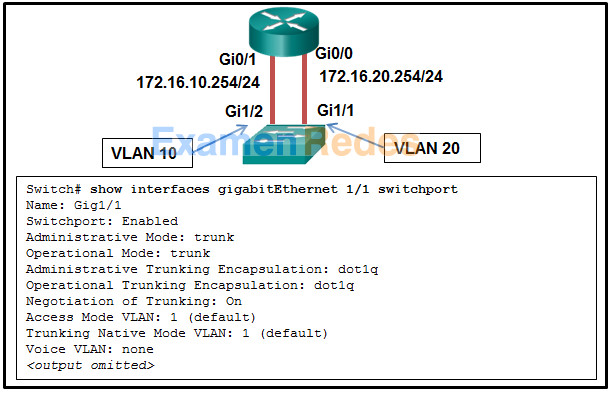 Gi0/1
Gi0/0
172.16.10.254/24
172.16.20.254/24
Gi1/2
Gi1/1
Examen Redes
VLAN 10
VLAN 20
Switch# show interfaces gigabitEthernet 1/1 switchport
Name: Gig1/1
Switchport: Enabled
Administrative Mode: trunk
Operational Mode: trunk
Administrative Trunking Encapsulation: dot1q
Operational Trunking Encapsulation: dot1q
Negotiation of Trunking: On
Access Mode VLAN: 1 (default)
Trunking Native Mode VLAN: 1 (default)
Voice VLAN: none
<output omitted>